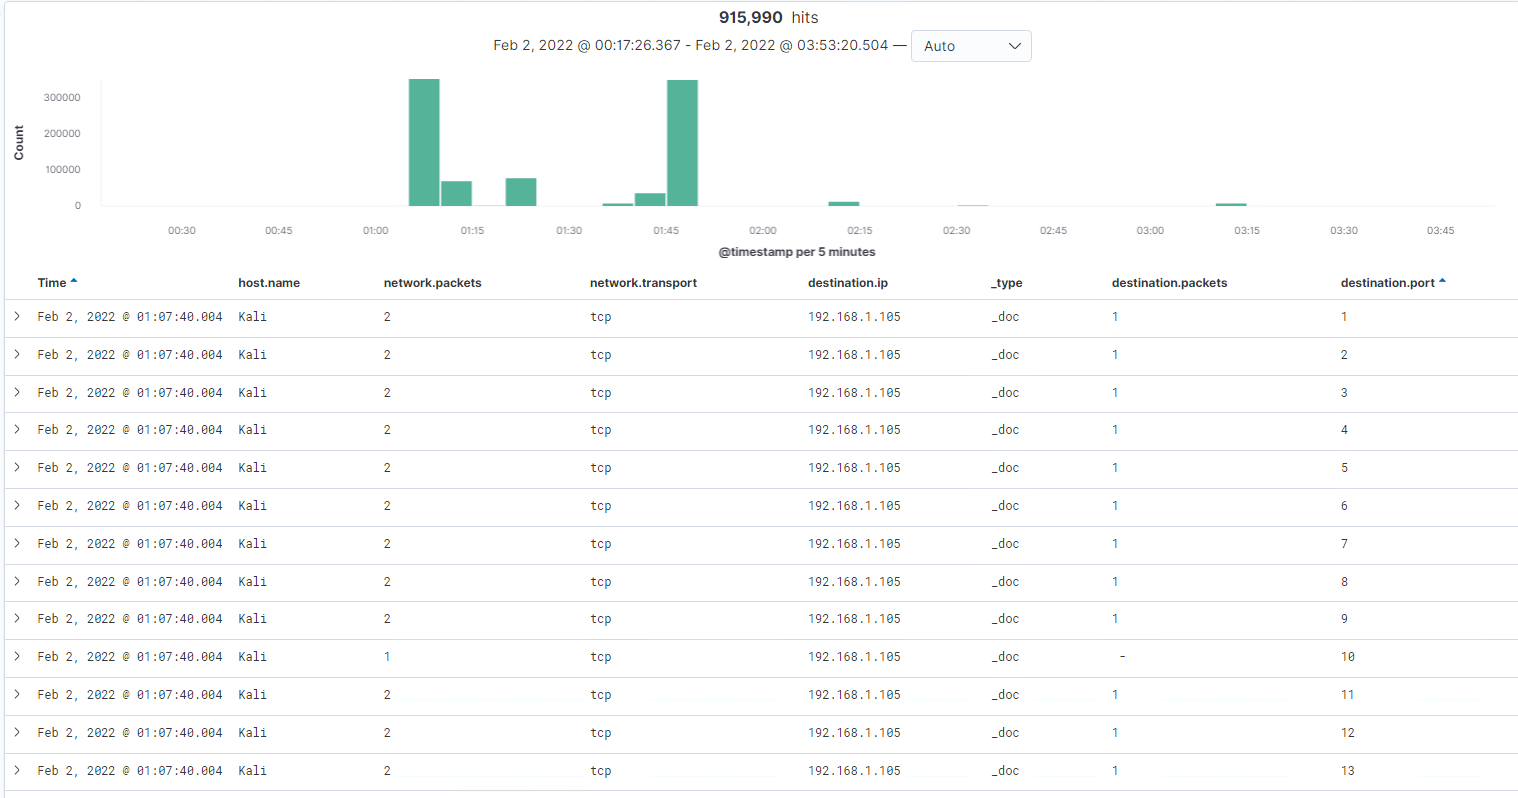 915,990 hits
Feb 2, 2022 @ 00:17:26.367 - Feb 2, 2022 @ 03:53:20.504 — Auto
Count
300000
200000
100000
0
00:30 00:45 01:00 01:15 01:30 01:45 02:00 02:15 02:30 02:45 03:00 03:15 03:30 03:45
@timestamp per 5 minutes
Time host.name network.packets network.transport destination.ip _type destination.packets destination.port
Feb 2, 2022 @ 01:07:40.004 Kali 2 tcp 192.168.1.105 _doc 1 1
Feb 2, 2022 @ 01:07:40.004 Kali 2 tcp 192.168.1.105 _doc 1 2
Feb 2, 2022 @ 01:07:40.004 Kali 2 tcp 192.168.1.105 _doc 1 3
Feb 2, 2022 @ 01:07:40.004 Kali 2 tcp 192.168.1.105 _doc 1 4
Feb 2, 2022 @ 01:07:40.004 Kali 2 tcp 192.168.1.105 _doc 1 5
Feb 2, 2022 @ 01:07:40.004 Kali 2 tcp 192.168.1.105 _doc 1 6
Feb 2, 2022 @ 01:07:40.004 Kali 2 tcp 192.168.1.105 _doc 1 7
Feb 2, 2022 @ 01:07:40.004 Kali 2 tcp 192.168.1.105 _doc 1 8
Feb 2, 2022 @ 01:07:40.004 Kali 2 tcp 192.168.1.105 _doc 1 9
Feb 2, 2022 @ 01:07:40.004 Kali 1 tcp 192.168.1.105 _doc - 10
Feb 2, 2022 @ 01:07:40.004 Kali 2 tcp 192.168.1.105 _doc 1 11
Feb 2, 2022 @ 01:07:40.004 Kali 2 tcp 192.168.1.105 _doc 1 12
Feb 2, 2022 @ 01:07:40.004 Kali 2 tcp 192.168.1.105 _doc 1 13